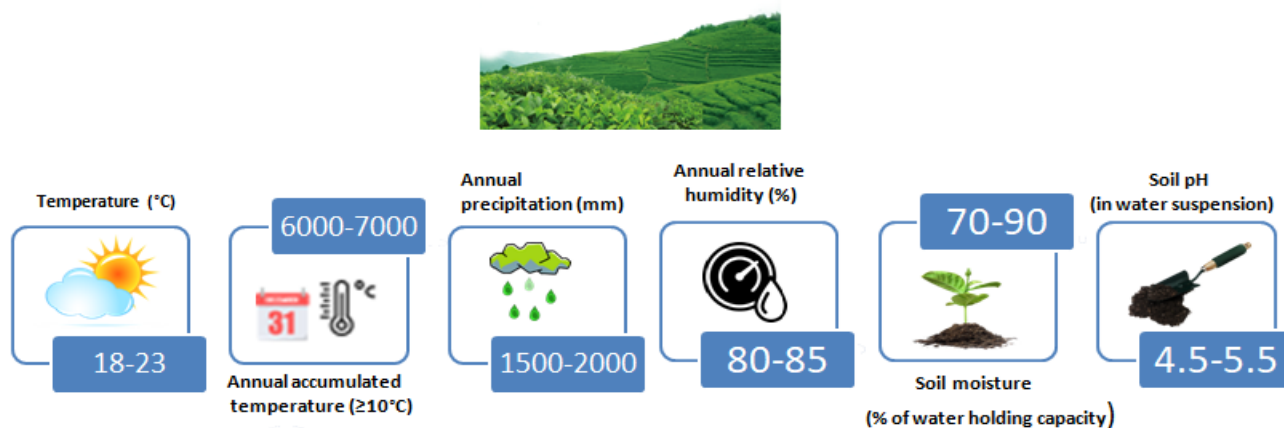 Temperature (°C)
18-23
6000-7000
31
°C
Annual accumulated
temperature (≥10°C)
Annual
precipitation (mm)
1500-2000
Annual relative
humidity (%)
80-85
70-90
Soil moisture
(% of water holding capacity)
Soil pH
(in water suspension)
4.5-5.5